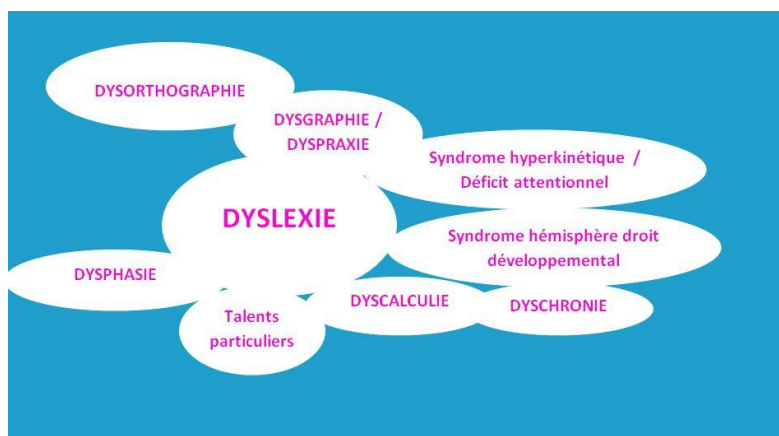 DYSORTHOGRAPHIE
DYSGRAPHIE /
DYSPRAXIE
Syndrome hyperkinétique /
Déficit attentionnel
DYSLEXIE
Syndrome hémisphère droit
développemental
DYSPHASIE
Talents
particuliers
DYSCALCULIE
DYSCHRONIE